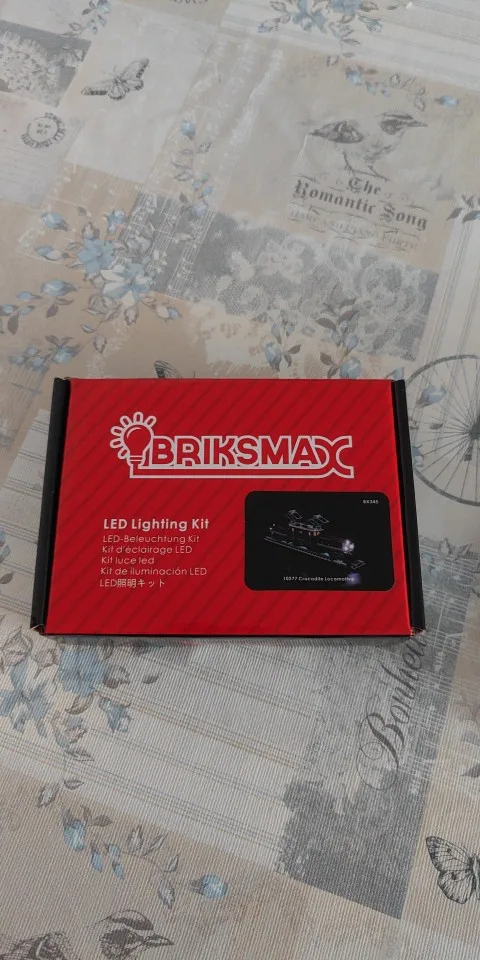 The
Romantic Song
BRIKSMAX
LED Lighting Kit
LED-Beleuchtung Kit
Kit d'éclairage LED
Kit luce led
Kit de iluminación LED
LED照明キット
BX345
10277 Crocodile Locomotive
Bonheur